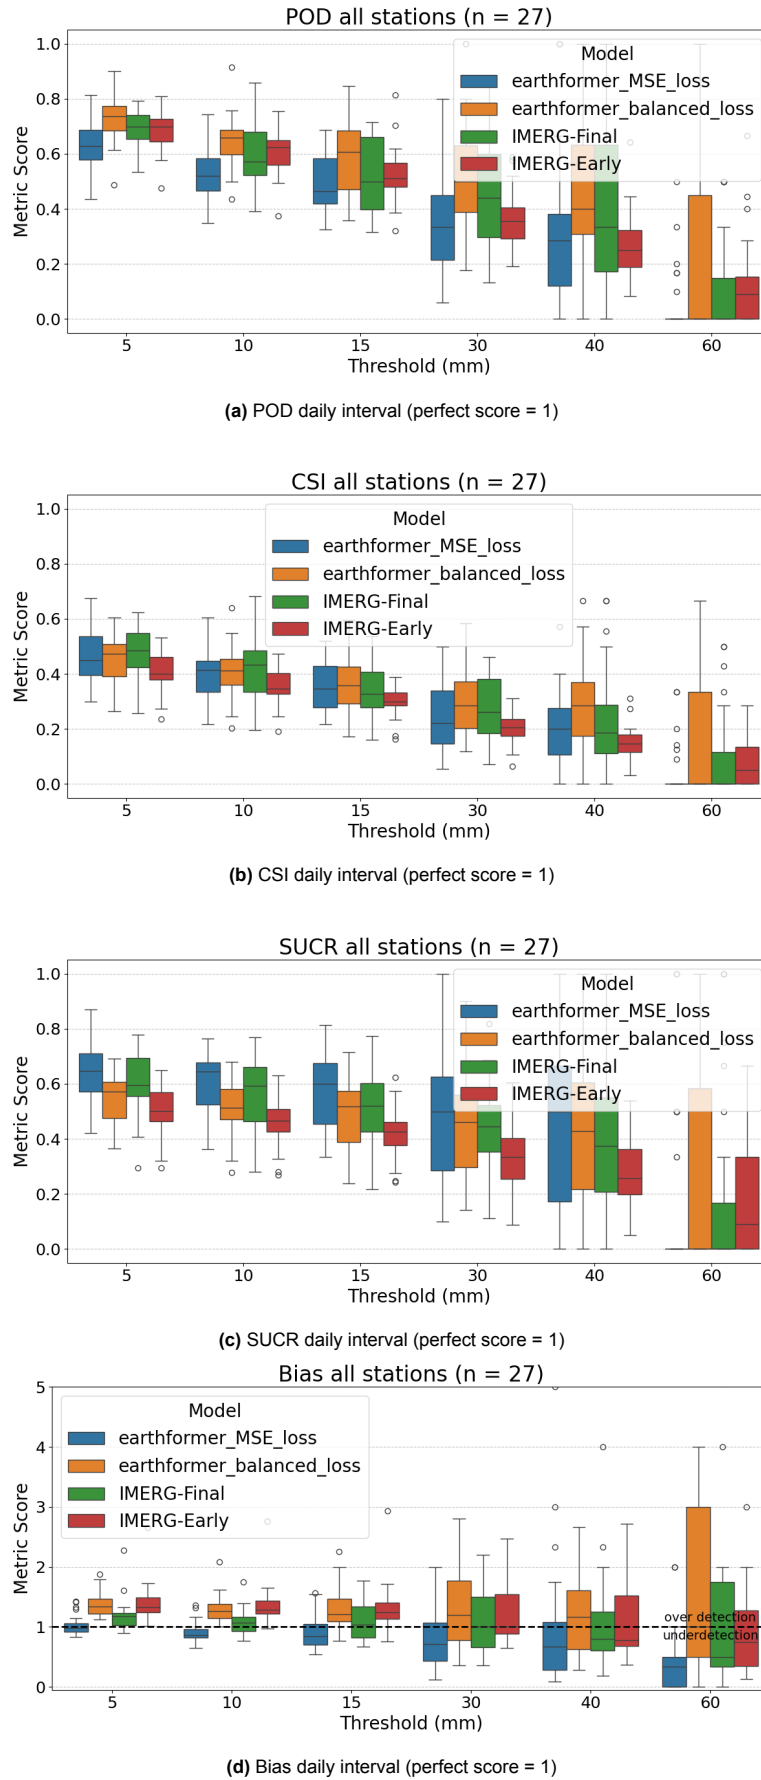 POD all stations (n = 27)
Model
earthformer_MSE_loss
earthformer_balanced_loss
IMERG-Final
IMERG-Early
Metric Score
1.0
0.8
0.6
0.4
0.2
0.0
5 10 15 30 40 60
Threshold (mm)
(a) POD daily interval (perfect score = 1)
CSI all stations (n = 27)
Model
earthformer_MSE_loss
earthformer_balanced_loss
IMERG-Final
IMERG-Early
Metric Score
1.0
0.8
0.6
0.4
0.2
0.0
5 10 15 30 40 60
Threshold (mm)
(b) CSI daily interval (perfect score = 1)
SUCR all stations (n = 27)
Model
earthformer_MSE_loss
earthformer_balanced_loss
IMERG-Final
IMERG-Early
Metric Score
1.0
0.8
0.6
0.4
0.2
0.0
5 10 15 30 40 60
Threshold (mm)
(c) SUCR daily interval (perfect score = 1)
Bias all stations (n = 27)
Model
earthformer_MSE_loss
earthformer_balanced_loss
IMERG-Final
IMERG-Early
Metric Score
5
4
3
2
1
0
over detection
underdetection
5 10 15 30 40 60
Threshold (mm)
(d) Bias daily interval (perfect score = 1)